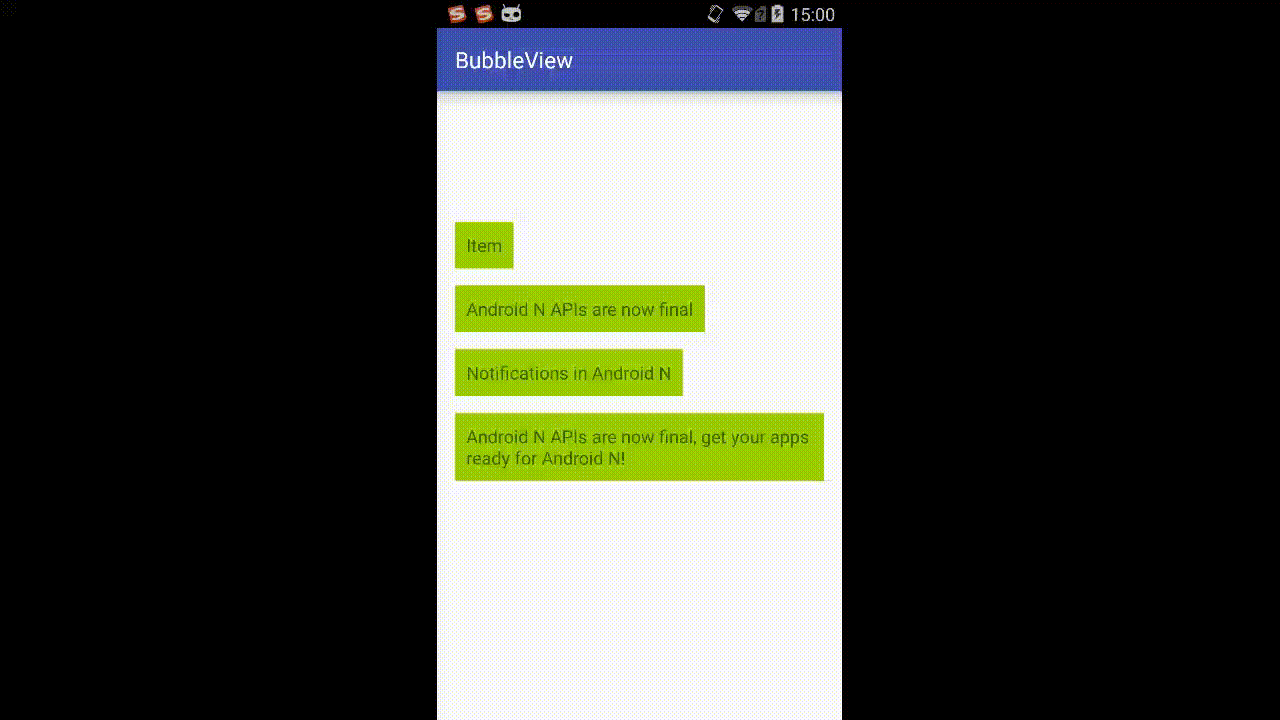 15:00
BubbleView
Item
Android N APIs are now final
Notifications in Android N
Android N APIs are now final, get your apps
ready for Android N!